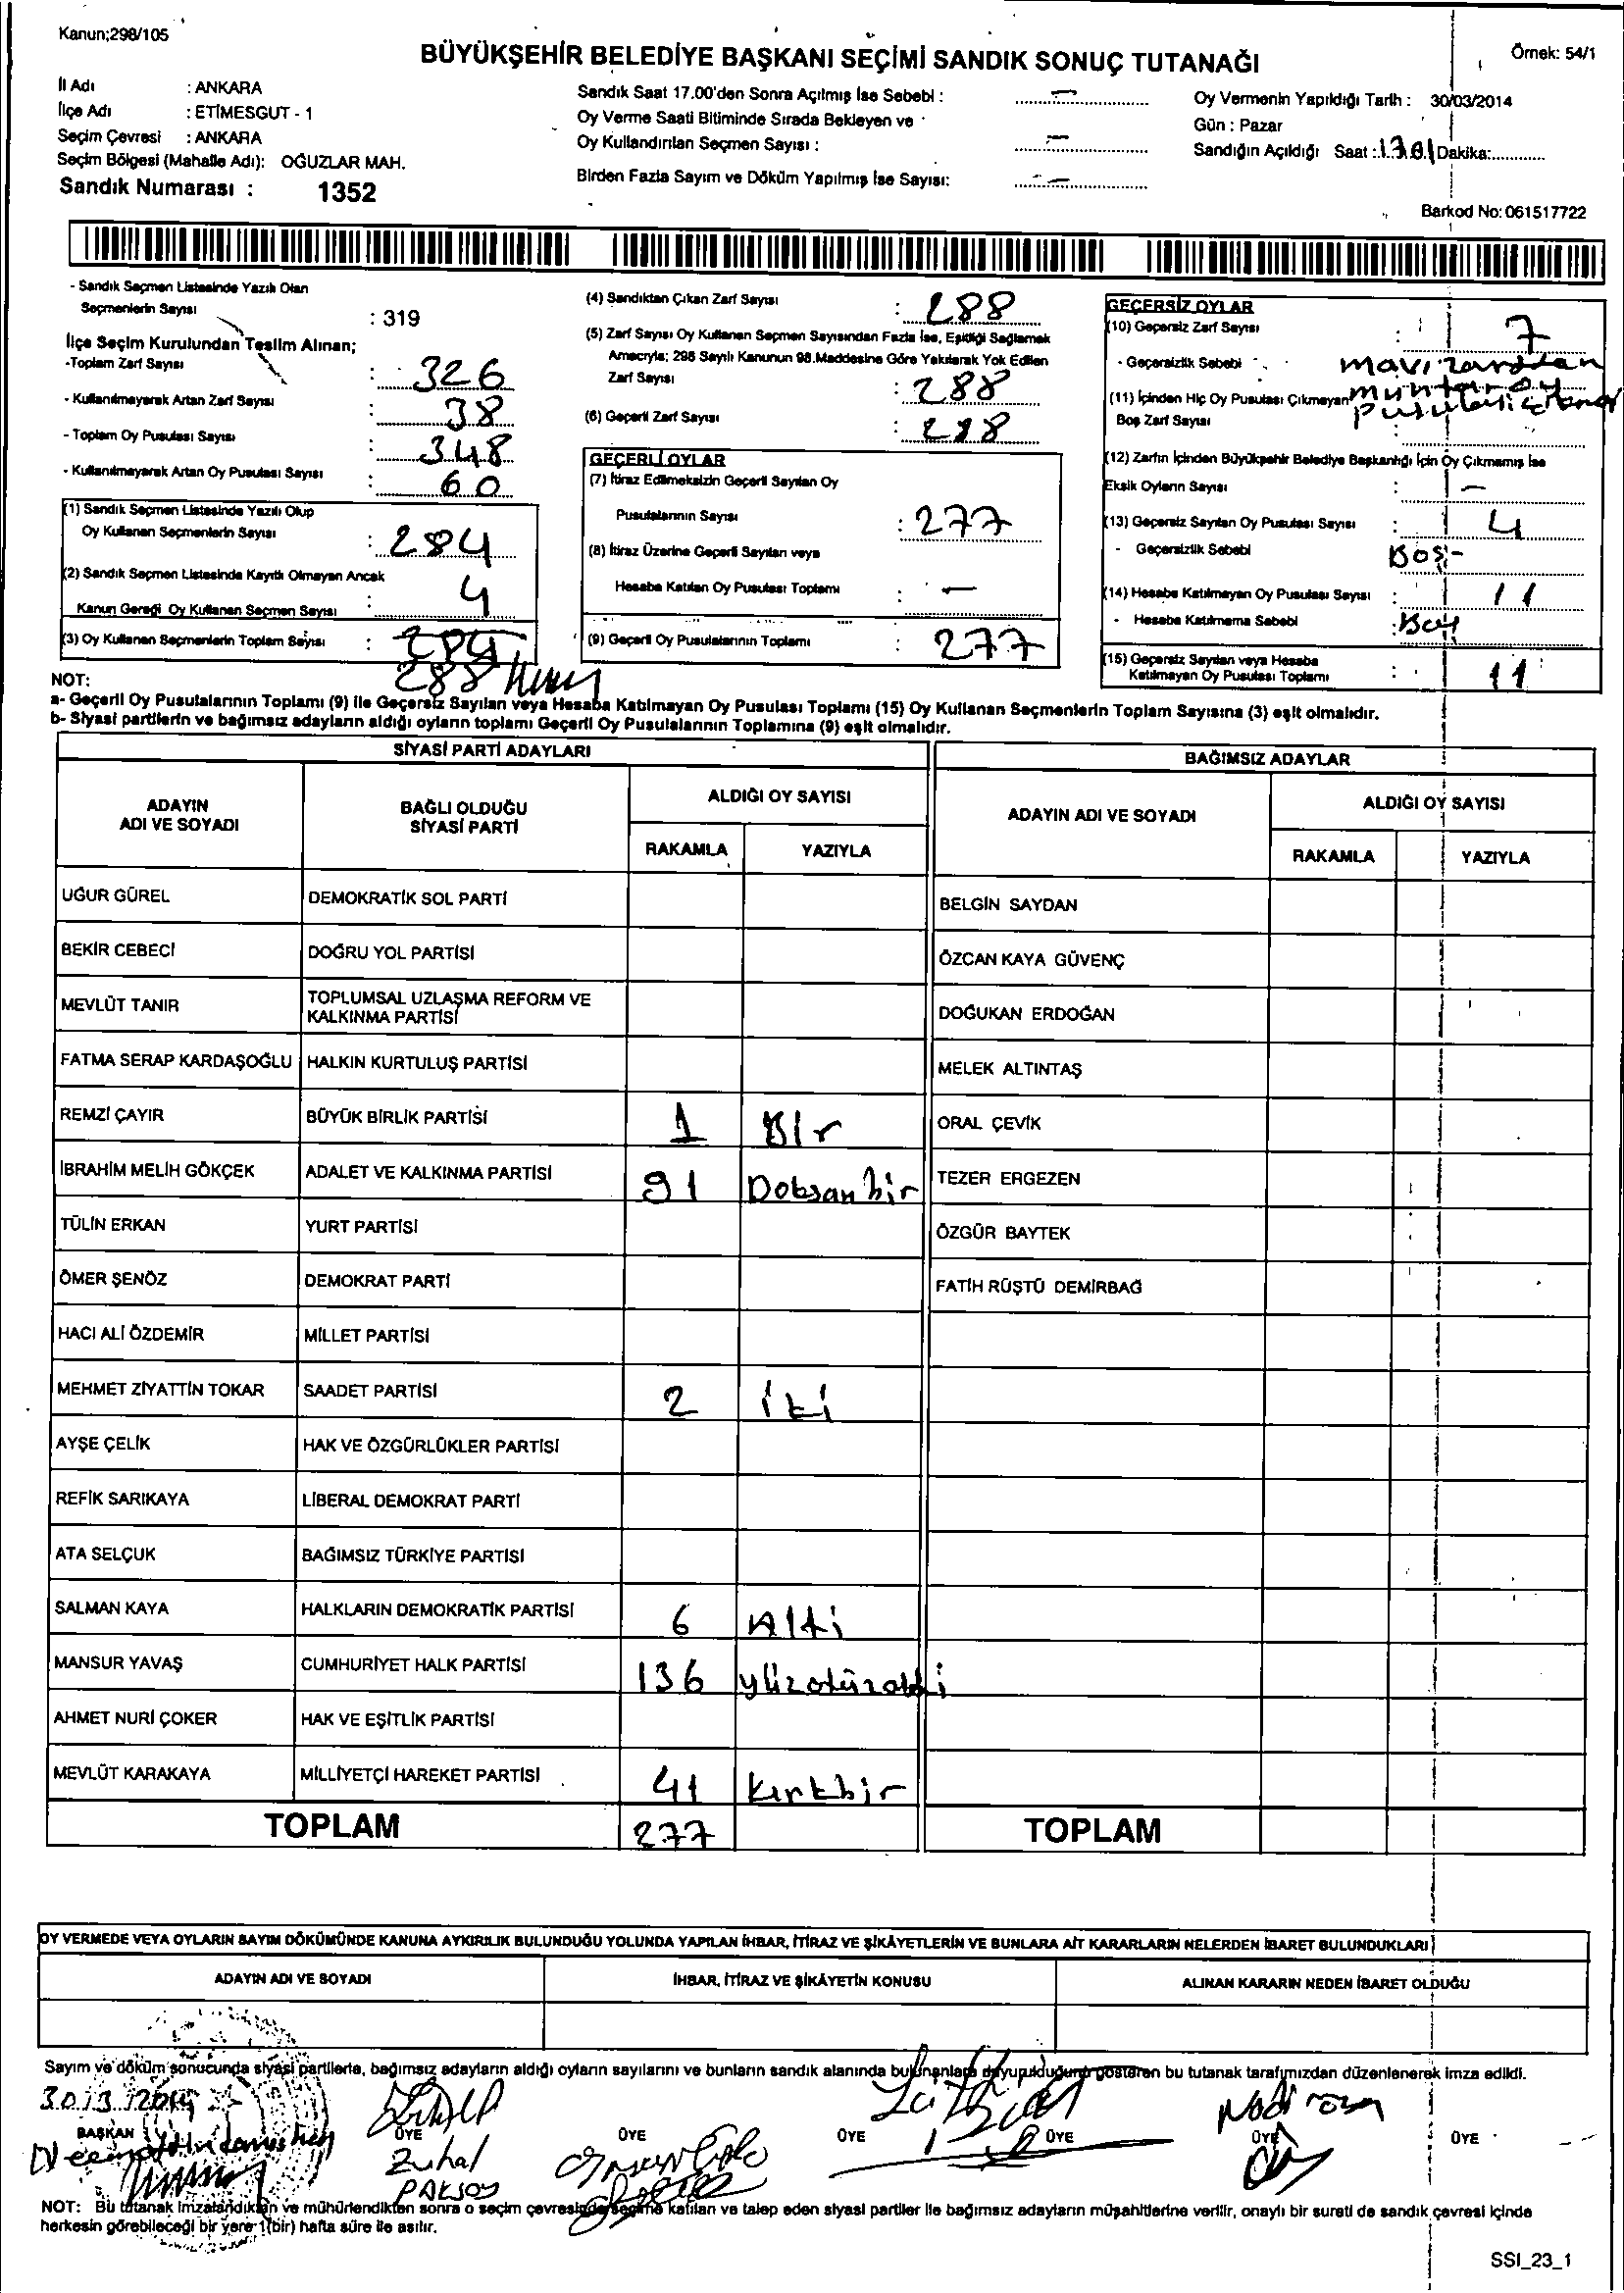 Kanun;298/105
BÜYÜKŞEHİR BELEDİYE BAŞKANI SEÇİMİ SANDIK SONUÇ TUTANAĞI
Örnek: 54/1
İl Adı : ANKARA
İlçe Adı : ETİMESGUT - 1
Seçim Çevresi : ANKARA
Seçim Bölgesi (Mahalle Adı): OĞUZLAR MAH.
Sandık Numarası : 1352
Sandık Saat 17.00'den Sonra Açılmış İse Sebebi : –
Oy Verme Saati Bitiminde Sırada Bekleyen ve
Oy Kullandırılan Seçmen Sayısı : –
Birden Fazla Sayım ve Döküm Yapılmış İse Sayısı: –
Oy Vermenin Yapıldığı Tarih : 30/03/2014
Gün : Pazar
Sandığın Açıldığı Saat : Dakika:
Barkod No: 061517722
- Sandık Seçmen Listesinde Yazılı Olan
Seçmenlerin Sayısı : 319
İlçe Seçim Kurulundan Teslim Alınan;
-Toplam Zarf Sayısı : 326
- Kullanılmayarak Artan Zarf Sayısı : 38
- Toplam Oy Pusulası Sayısı : 348
- Kullanılmayarak Artan Oy Pusulası Sayısı : 60
(1) Sandık Seçmen Listesinde Yazılı Olup
Oy Kullanan Seçmenlerin Sayısı : 284
(2) Sandık Seçmen Listesinde Kayıtlı Olmayan Ancak
Kanun Gereği Oy Kullanan Seçmen Sayısı : 4
(3) Oy Kullanan Seçmenlerin Toplam Sayısı : 284
288
(4) Sandıktan Çıkan Zarf Sayısı : 288
(5) Zarf Sayısı Oy Kullanan Seçmen Sayısından Fazla İse, Eşitliği Sağlamak
Amacıyla; 298 Sayılı Kanunun 98.Maddesine Göre Yakılarak Yok Edilen
Zarf Sayısı : 288
(6) Geçerli Zarf Sayısı : 288
GEÇERLİ OYLAR
(7) İtiraz Edilmeksizin Geçerli Sayılan Oy
Pusulalarının Sayısı : 277
(8) İtiraz Üzerine Geçerli Sayılan veya
Hesaba Katılan Oy Pusulası Toplamı : –
(9) Geçerli Oy Pusulalarının Toplamı : 277
GEÇERSİZ OYLAR
(10) Geçersiz Zarf Sayısı : 7
- Geçersizlik Sebebi mavi zarftan
muhtar oy
pusulası
(11) İçinden Hiç Oy Pusulası Çıkmayan
Boş Zarf Sayısı :
(12) Zarfın İçinden Büyükşehir Belediye Başkanlığı İçin Oy Çıkmamış İse
Eksik Oyların Sayısı : –
(13) Geçersiz Sayılan Oy Pusulası Sayısı : 4
- Geçersizlik Sebebi Boş-
(14) Hesaba Katılmayan Oy Pusulası Sayısı : 11
- Hesaba Katılmama Sebebi :
(15) Geçersiz Sayılan veya Hesaba
Katılmayan Oy Pusulası Toplamı : 11
NOT:
a- Geçerli Oy Pusulalarının Toplamı (9) ile Geçersiz Sayılan veya Hesaba Katılmayan Oy Pusulası Toplamı (15) Oy Kullanan Seçmenlerin Toplam Sayısına (3) eşit olmalıdır.
b- Siyasi partilerin ve bağımsız adayların aldığı oyların toplamı Geçerli Oy Pusulalarının Toplamına (9) eşit olmalıdır.
SİYASİ PARTİ ADAYLARI
BAĞIMSIZ ADAYLAR
ADAYIN
ADI VE SOYADI
BAĞLI OLDUĞU
SİYASİ PARTİ
ALDIĞI OY SAYISI
RAKAMLA YAZIYLA
ADAYIN ADI VE SOYADI
ALDIĞI OY SAYISI
RAKAMLA YAZIYLA
UĞUR GÜREL DEMOKRATİK SOL PARTİ BELGİN SAYDAN
BEKİR CEBECİ DOĞRU YOL PARTİSİ ÖZCAN KAYA GÜVENÇ
MEVLÜT TANIR TOPLUMSAL UZLAŞMA REFORM VE
KALKINMA PARTİSİ DOĞUKAN ERDOĞAN
FATMA SERAP KARDAŞOĞLU HALKIN KURTULUŞ PARTİSİ MELEK ALTINTAŞ
REMZİ ÇAYIR BÜYÜK BİRLİK PARTİSİ 1 Bir ORAL ÇEVİK
İBRAHİM MELİH GÖKÇEK ADALET VE KALKINMA PARTİSİ 91 Doksan bir TEZER ERGEZEN
TÜLİN ERKAN YURT PARTİSİ ÖZGÜR BAYTEK
ÖMER ŞENÖZ DEMOKRAT PARTİ FATİH RÜŞTÜ DEMİRBAĞ
HACI ALİ ÖZDEMİR MİLLET PARTİSİ
MEHMET ZİYATTİN TOKAR SAADET PARTİSİ 2 iki
AYŞE ÇELİK HAK VE ÖZGÜRLÜKLER PARTİSİ
REFİK SARIKAYA LİBERAL DEMOKRAT PARTİ
ATA SELÇUK BAĞIMSIZ TÜRKİYE PARTİSİ
SALMAN KAYA HALKLARIN DEMOKRATİK PARTİSİ 6 Alti
MANSUR YAVAŞ CUMHURİYET HALK PARTİSİ 136
AHMET NURİ ÇOKER HAK VE EŞİTLİK PARTİSİ
MEVLÜT KARAKAYA MİLLİYETÇİ HAREKET PARTİSİ 41 Kırkbir
TOPLAM 277 TOPLAM
OY VERMEDE VEYA OYLARIN SAYIM DÖKÜMÜNDE KANUNA AYKIRILIK BULUNDUĞU YOLUNDA YAPILAN İHBAR, İTİRAZ VE ŞİKÂYETLERİN VE BUNLARA AİT KARARLARIN NELERDEN İBARET BULUNDUKLARI
ADAYIN ADI VE SOYADI İHBAR, İTİRAZ VE ŞİKÂYETİN KONUSU ALINAN KARARIN NEDEN İBARET OLDUĞU
Sayım ve döküm sonucunda siyasi partilerle, bağımsız adayların aldığı oyların sayılarını ve bunların sandık alanında bulunanlara duyurulduğunu gösteren bu tutanak tarafımızdan düzenlenerek imza edildi.
30/3/2014
BAŞKAN ÜYE ÜYE ÜYE ÜYE ÜYE ÜYE
Zuhal
PAKSOY
NOT: Bu tutanak imzalandıktan ve mühürlendikten sonra o seçim çevresinde seçime katılan ve talep eden siyasi partiler ile bağımsız adayların müşahitlerine verilir, onaylı bir sureti de sandık çevresi içinde
herkesin görebileceği bir yere 1(bir) hafta süre ile asılır.
SSI_23_1